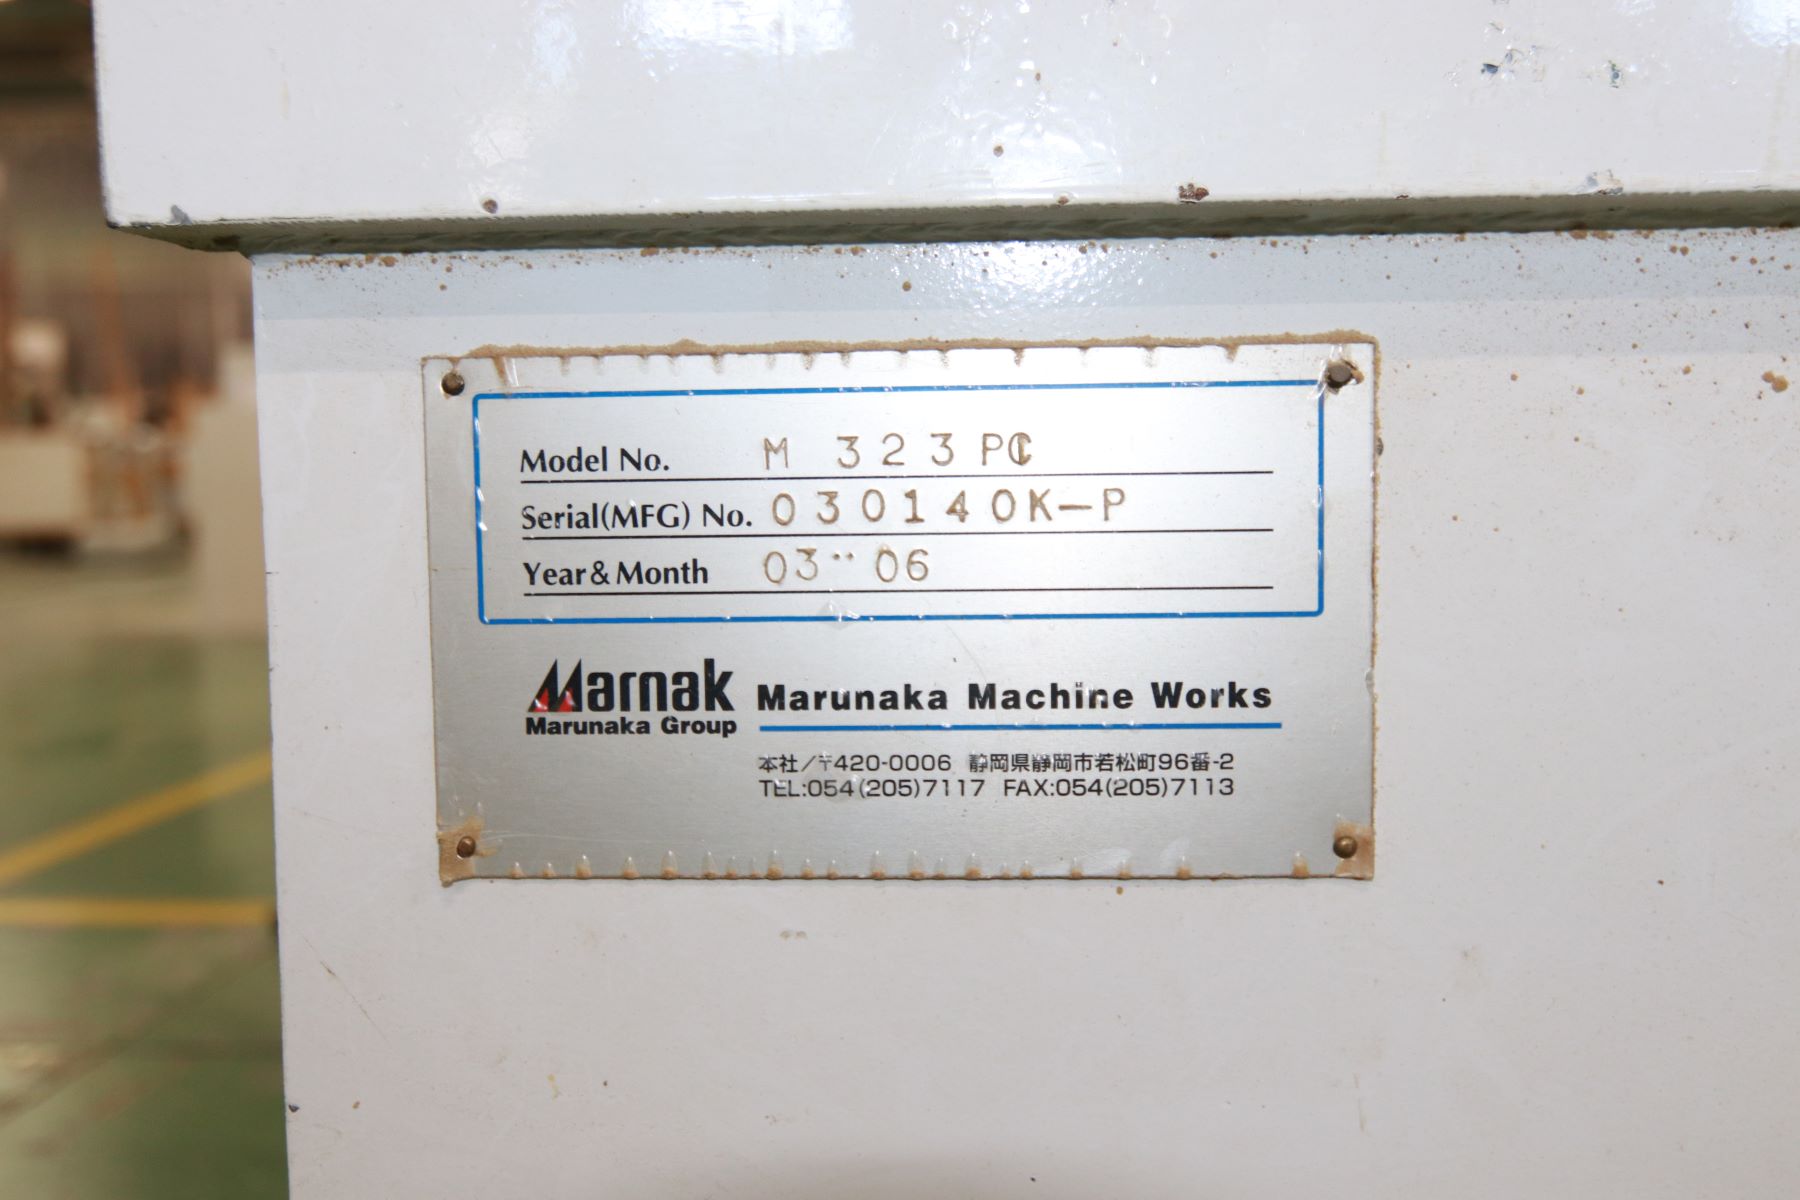 Model No. M 323PC
Serial(MFG) No. 030140K-P
Year&Month 03¨06
Marnak
Marunaka Group
Marunaka Machine Works
本社/〒420-0006 静岡県静岡市若松町96番-2
TEL:054(205)7117 FAX:054(205)7113